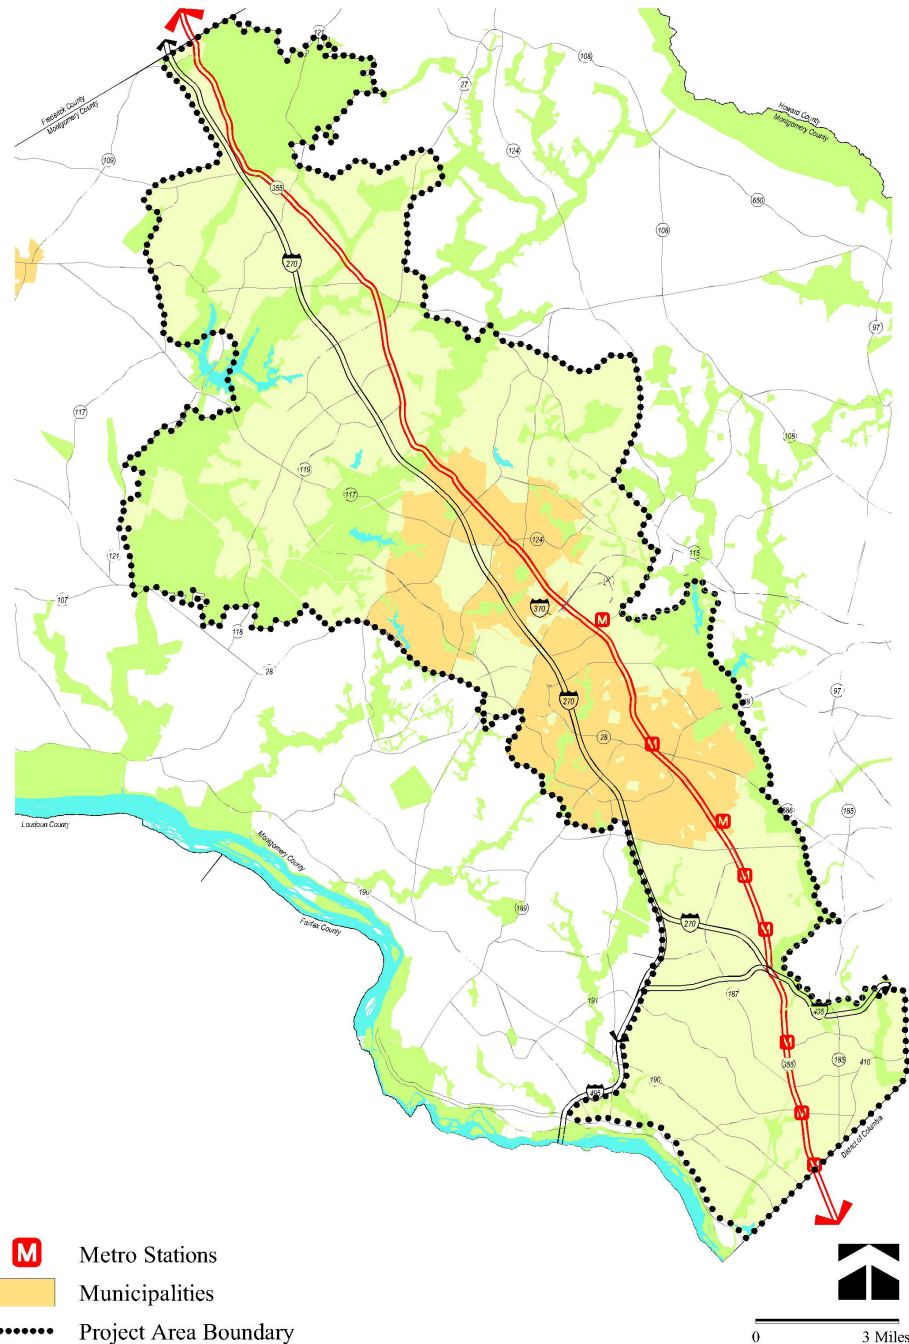 121
108
27
Frederick County
Montgomery County
Howard County
Montgomery County
124
109
650
355
108
270
97
117
108
119
117
124
115
121
107
370
M
118
28
97
270
28
28
M
M
586
185
Loudoun County
Montgomery County
M
190
189
270
M
Fairfax County
191
187
495
M
355
185
410
190
495
M
District of Columbia
M
M Metro Stations
Municipalities
Project Area Boundary
0 3 Miles